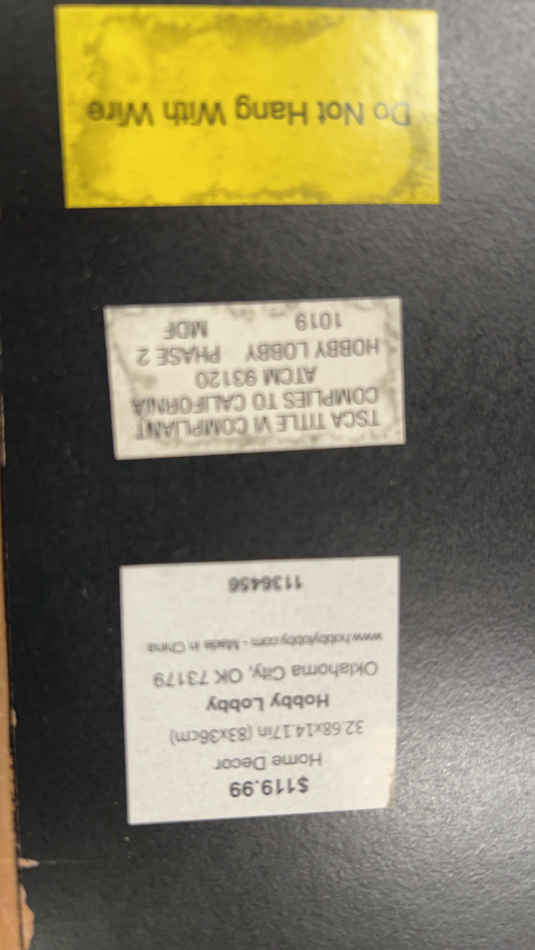 $119.99
Home Decor
32.68x14.17in (83x36cm)
Hobby Lobby
Oklahoma City, OK 73179
www.hobbylobby.com - Made in China
1136456
TSCA TITLE VI COMPLIANT
COMPLIES TO CALIFORNIA
ATCM 93120
HOBBY LOBBY PHASE 2
1019 MDF
Do Not Hang With Wire